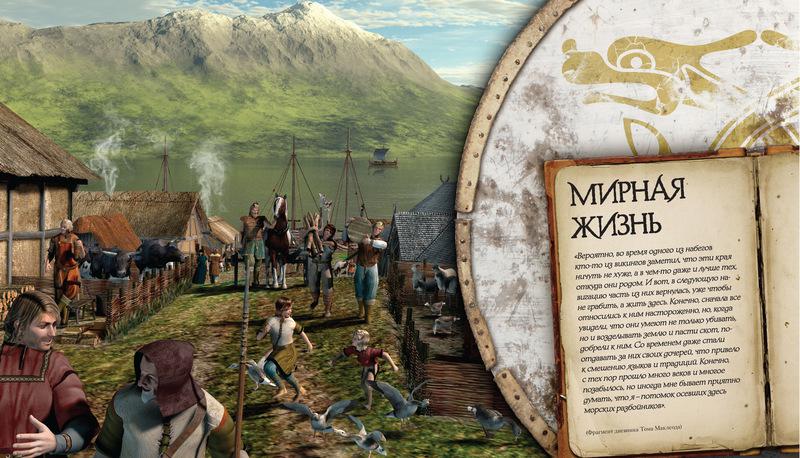 МИРНАЯ
ЖИЗНЬ
«Вероятно, во время одного из набегов
кто-то из викингов заметил, что эти края
ничуть не хуже, а в чем-то даже и лучше тех,
откуда они родом. И вот, в следующую на-
вигацию часть из них вернулась, уже чтобы
не грабить, а жить здесь. Конечно, сначала все
относились к ним настороженно, но, когда
увидели, что они умеют не только убивать,
но и возделывать землю и пасти скот, по-
добрели к ним. Со временем даже стали
отдавать за них своих дочерей, что привело
к смешению языков и традиций. Конечно,
с тех пор прошло много веков и многое
позабылось, но иногда мне бывает приятно
думать, что я – потомок осевших здесь
морских разбойников».
(Фрагмент дневника Тома Маклеода)